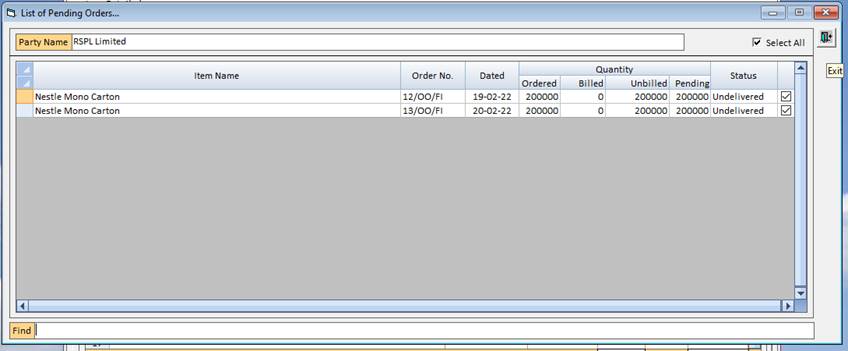 List of Pending Orders...
Party Name RSPL Limited
Select All
Exit
Item Name Order No. Dated Quantity Status
Ordered Billed Unbilled Pending
Nestle Mono Carton 12/OO/FI 19-02-22 200000 0 200000 200000 Undelivered
Nestle Mono Carton 13/OO/FI 20-02-22 200000 0 200000 200000 Undelivered
Find